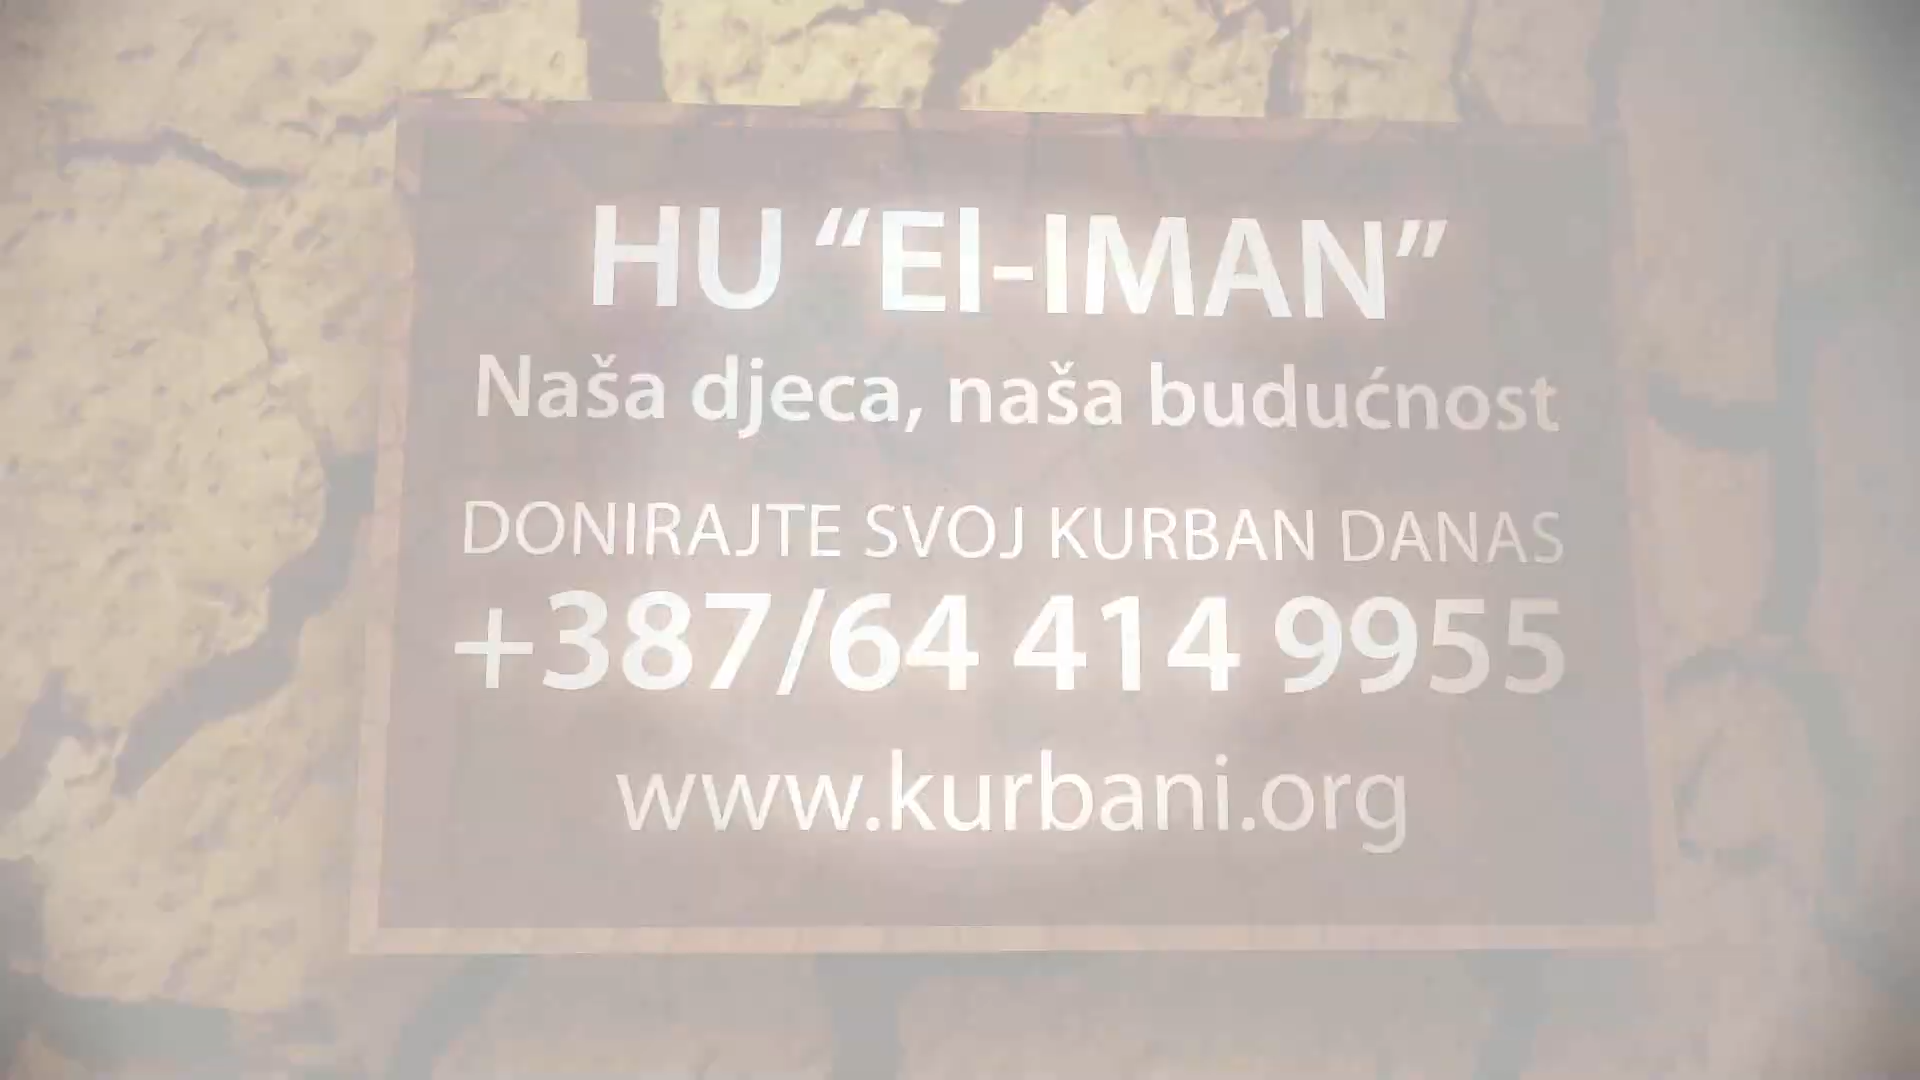 HU “El-IMAN”
Naša djeca, naša budućnost
DONIRAJTE SVOJ KURBAN DANAS
+387/64 414 9955
www.kurbani.org